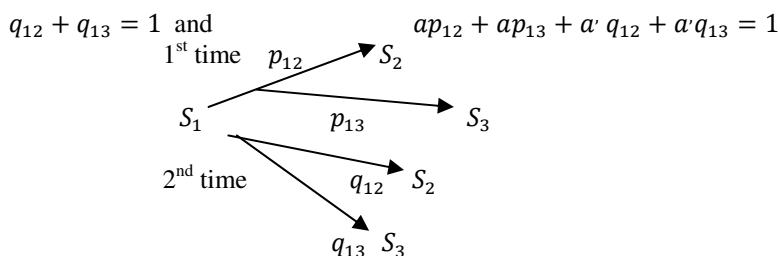 q₁₂ + q₁₃ = 1 and ap₁₂ + ap₁₃ + a’ q₁₂ + a’q₁₃ = 1
1ˢᵗ time p₁₂ S₂
S₁ p₁₃ S₃
2ⁿᵈ time q₁₂ S₂
q₁₃ S₃